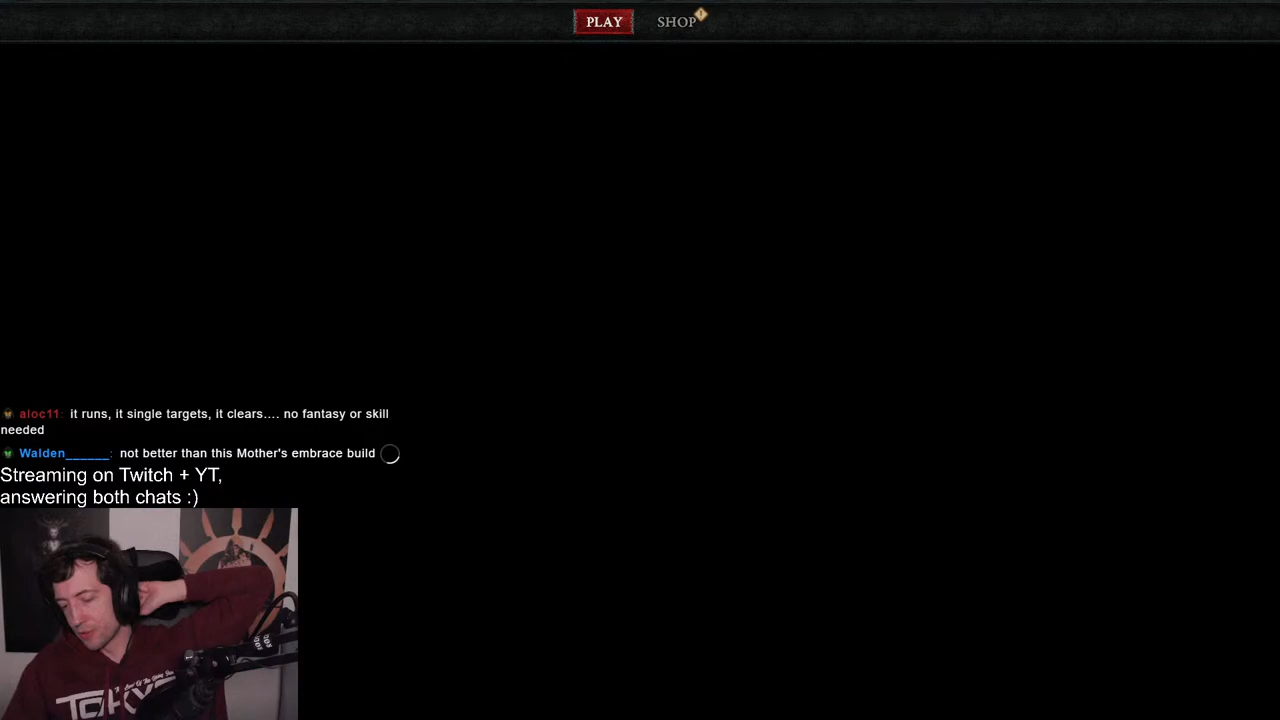 PLAY SHOP
aloc11: it runs, it single targets, it clears.... no fantasy or skill
needed
Walden______: not better than this Mother's embrace build
Streaming on Twitch + YT,
answering both chats :)